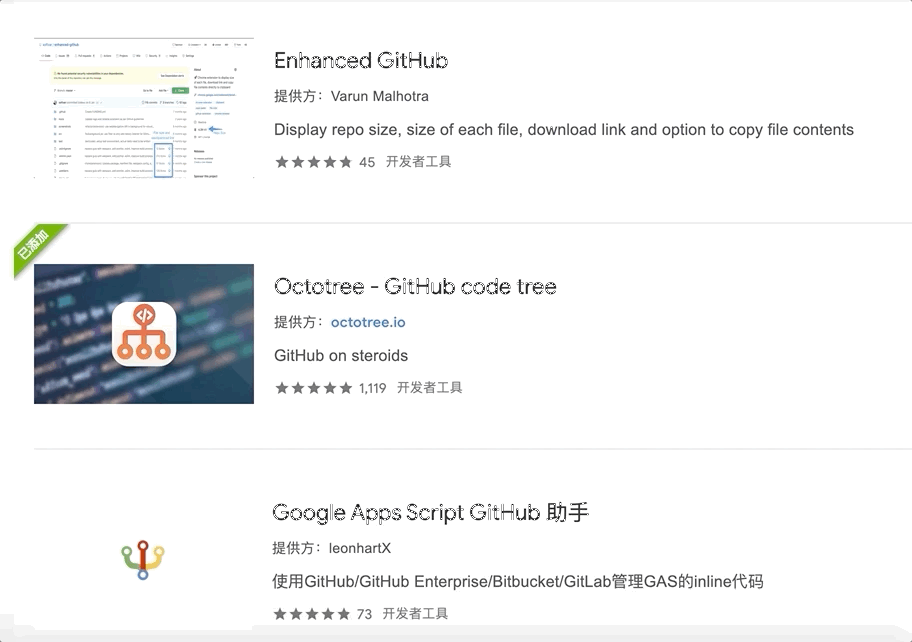 Enhanced GitHub
提供方：Varun Malhotra
Display repo size, size of each file, download link and option to copy file contents
45 开发者工具
已添加
Octotree - GitHub code tree
提供方：octotree.io
GitHub on steroids
1,119 开发者工具
Google Apps Script GitHub 助手
提供方：leonhartX
使用GitHub/GitHub Enterprise/Bitbucket/GitLab管理GAS的inline代码
73 开发者工具